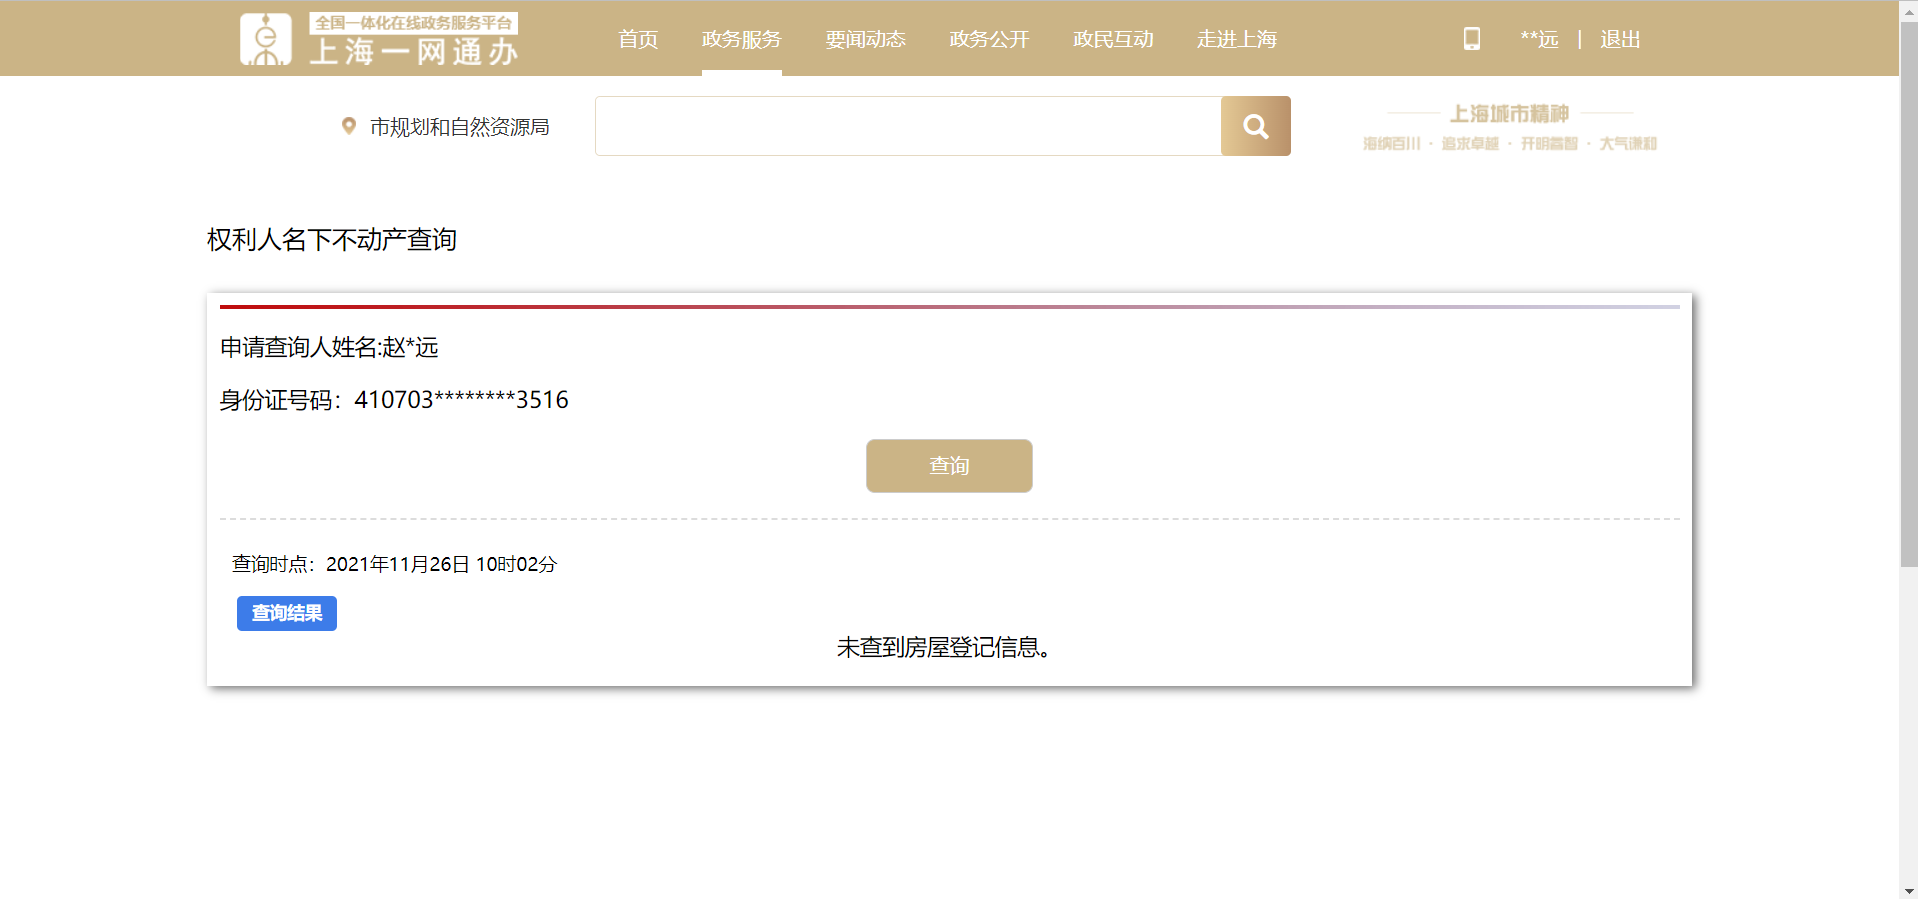 全国一体化在线政务服务平台
上海一网通办
首页 政务服务 要闻动态 政务公开 政民互动 走进上海 **远 | 退出
市规划和自然资源局
上海城市精神
海纳百川 · 追求卓越 · 开明睿智 · 大气谦和
权利人名下不动产查询
申请查询人姓名:赵*远
身份证号码：410703********3516
查询
查询时点：2021年11月26日 10时02分
查询结果
未查到房屋登记信息。